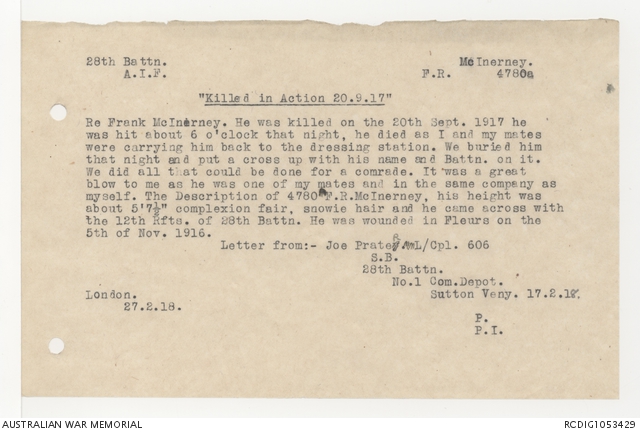 28th Battn. McInerney.
A.I.F. F.R. 4780a
"Killed in Action 20.9.17"
Re Frank McInerney. He was killed on the 20th Sept. 1917 he
was hit about 6 o'clock that night, he died as I and my mates
were carrying him back to the dressing station. We buried him
that night and put a cross up with his name and Battn. on it.
We did all that could be done for a comrade. It was a great
blow to me as he was one of my mates and in the same company as
myself. The Description of 4780 F.R.McInerney, his height was
about 5'7½" complexion fair, snowie hair and he came across with
the 12th Rfts. of 28th Battn. He was wounded in Fleurs on the
5th of Nov. 1916.
Letter from:- Joe L/Cpl. 606
S.B.
28th Battn.
No.1 Com.Depot.
London. Sutton Veny. 17.2.18.
27.2.18.
P.
P.I.
AUSTRALIAN WAR MEMORIAL RCDIG1053429